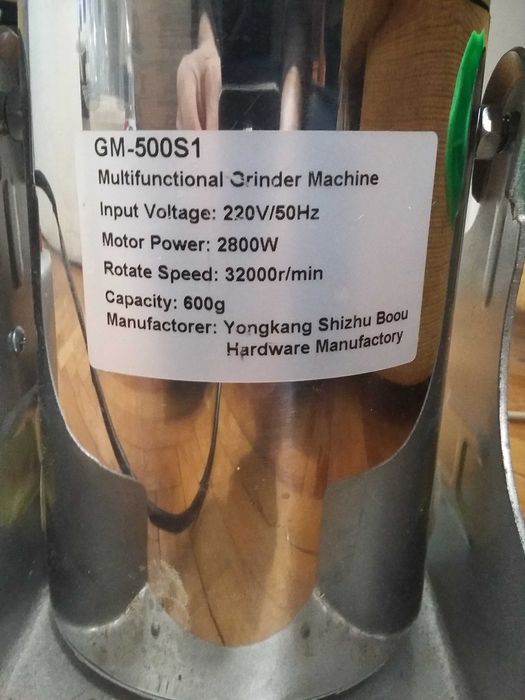 GM-500S1
Multifunctional Grinder Machine
Input Voltage: 220V/50Hz
Motor Power: 2800W
Rotate Speed: 32000r/min
Capacity: 600g
Manufactorer: Yongkang Shizhu Boou
Hardware Manufactory